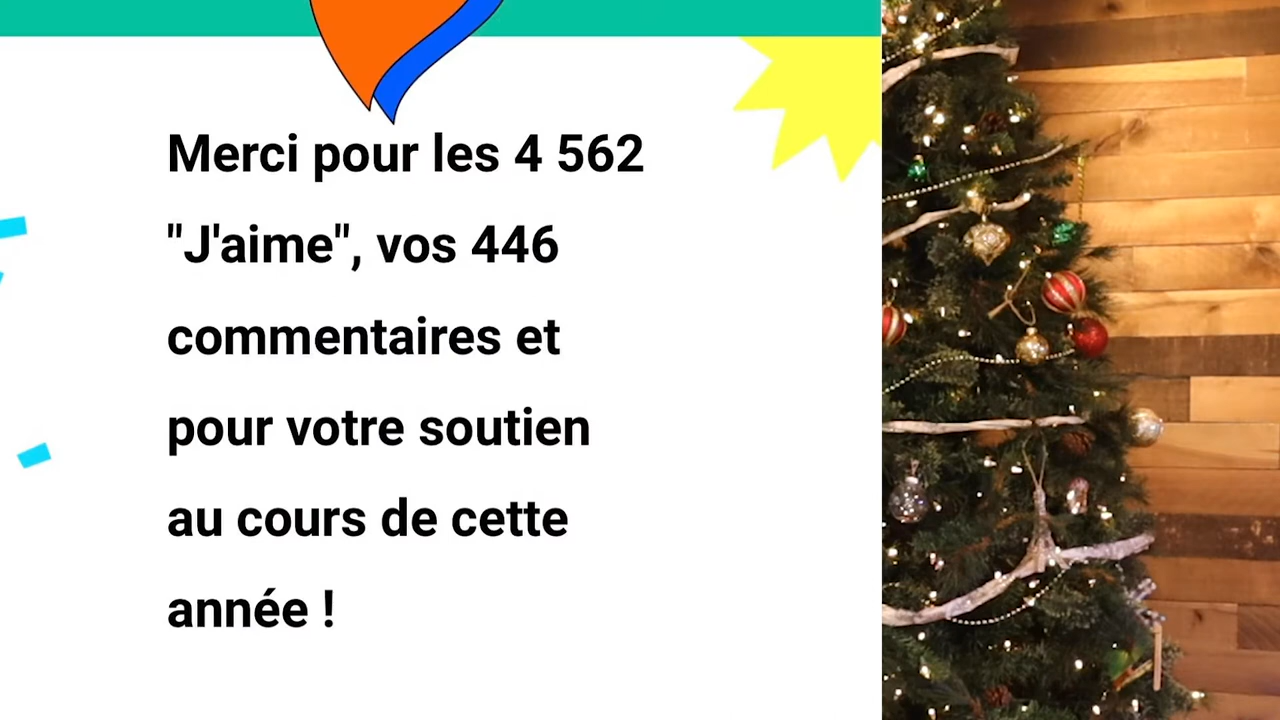 Merci pour les 4 562
"J'aime", vos 446
commentaires et
pour votre soutien
au cours de cette
année !